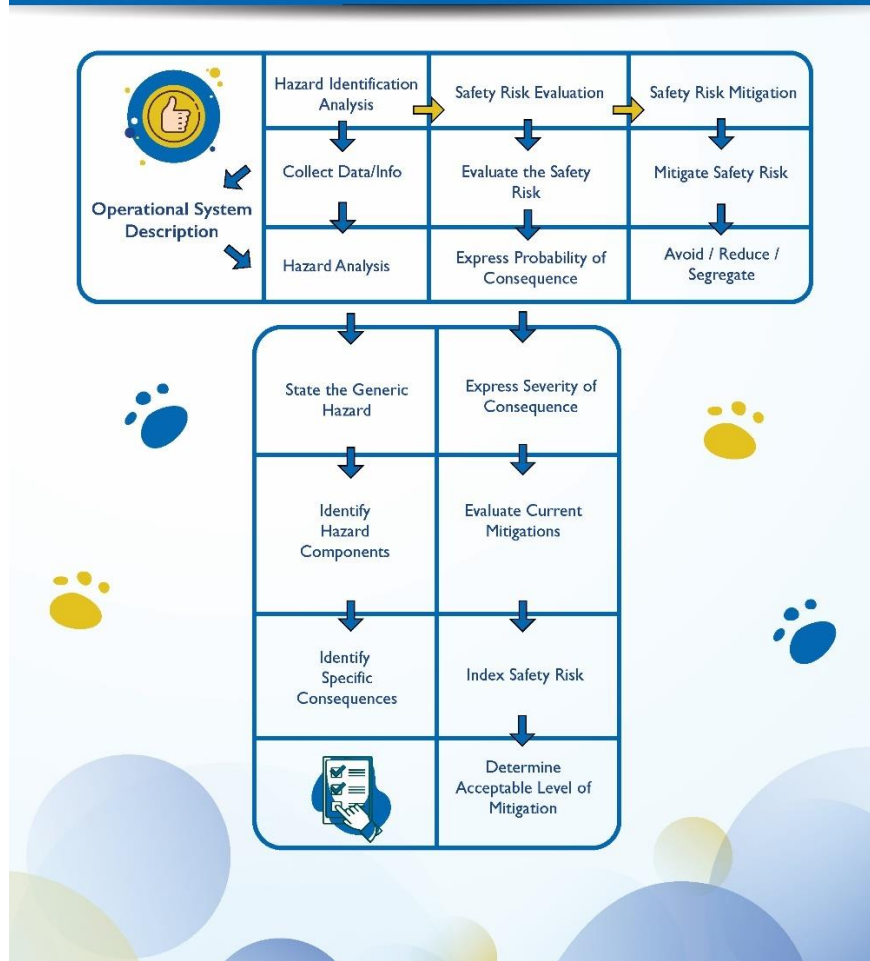 Hazard Identification
Analysis
Safety Risk Evaluation
Safety Risk Mitigation
Collect Data/Info
Evaluate the Safety
Risk
Mitigate Safety Risk
Operational System
Description
Hazard Analysis
Express Probability of
Consequence
Avoid / Reduce /
Segregate
State the Generic
Hazard
Express Severity of
Consequence
Identify
Hazard
Components
Evaluate Current
Mitigations
Identify
Specific
Consequences
Index Safety Risk
Determine
Acceptable Level of
Mitigation